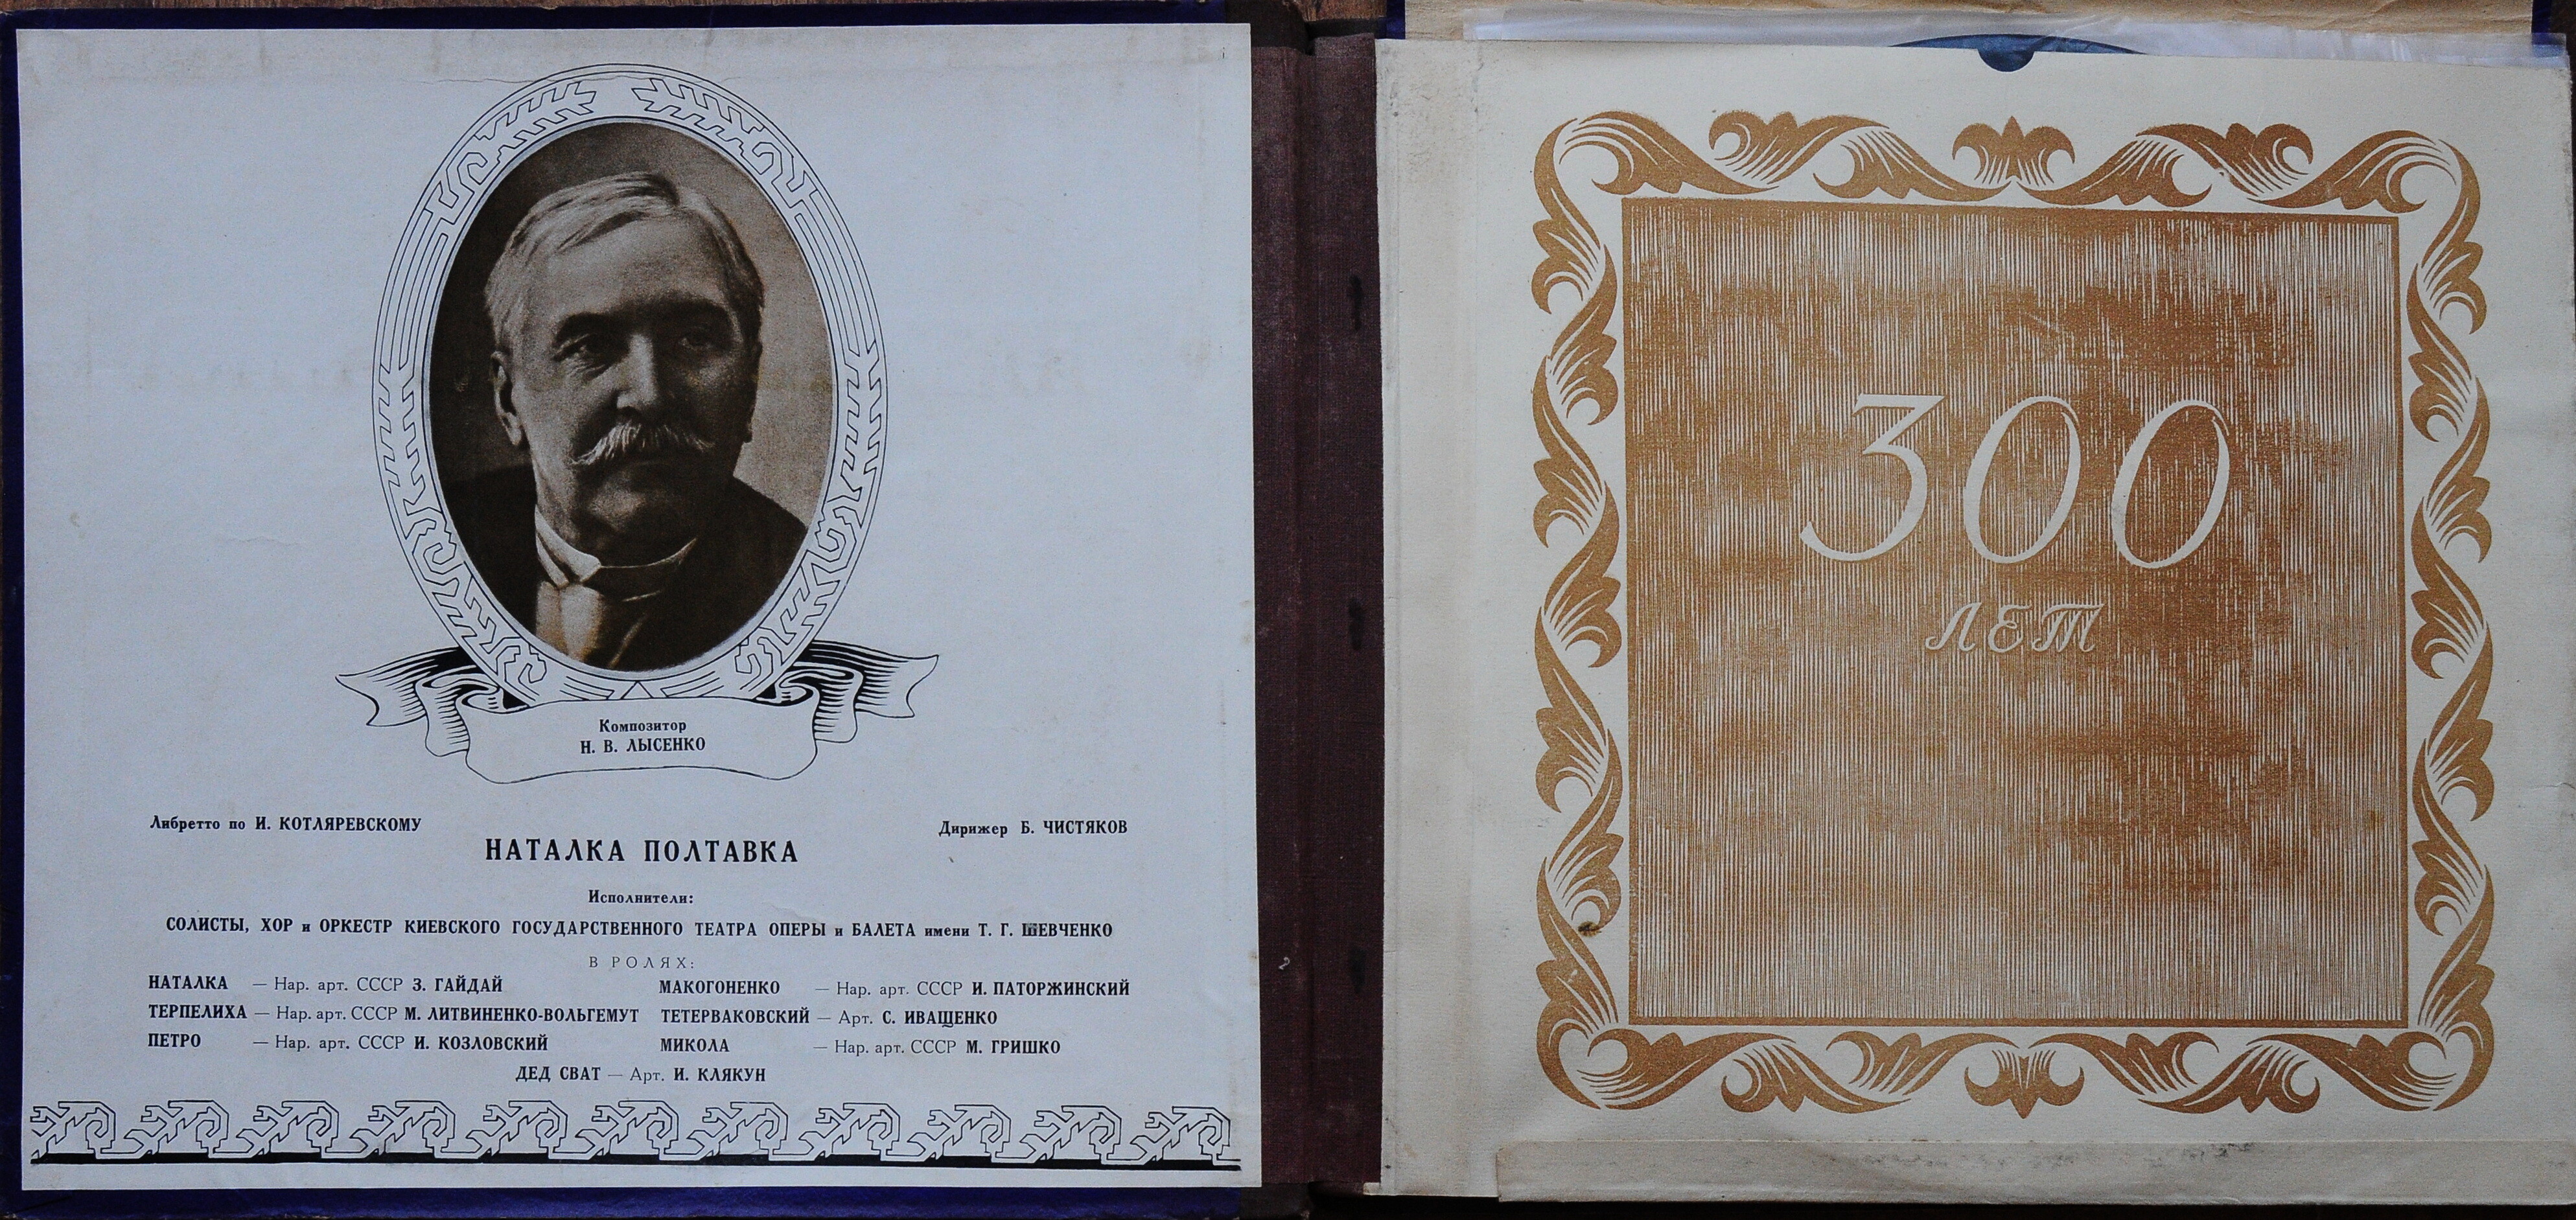 Композитор
Н. В. ЛЫСЕНКО
Либретто по И. КОТЛЯРЕВСКОМУ
Дирижер Б. ЧИСТЯКОВ
НАТАЛКА ПОЛТАВКА
Исполнители:
СОЛИСТЫ, ХОР и ОРКЕСТР КИЕВСКОГО ГОСУДАРСТВЕННОГО ТЕАТРА ОПЕРЫ и БАЛЕТА имени Т. Г. ШЕВЧЕНКО
В РОЛЯХ:
НАТАЛКА — Нар. арт. СССР З. ГАЙДАЙ
ТЕРПЕЛИХА — Нар. арт. СССР М. ЛИТВИНЕНКО-ВОЛЬГЕМУТ
ПЕТРО — Нар. арт. СССР И. КОЗЛОВСКИЙ
МАКОГОНЕНКО — Нар. арт. СССР И. ПАТОРЖИНСКИЙ
ТЕТЕРВАКОВСКИЙ — Арт. С. ИВАЩЕНКО
МИКОЛА — Нар. арт. СССР М. ГРИШКО
ДЕД СВАТ — Арт. И. КЛЯКУН
300
ЛЕТ